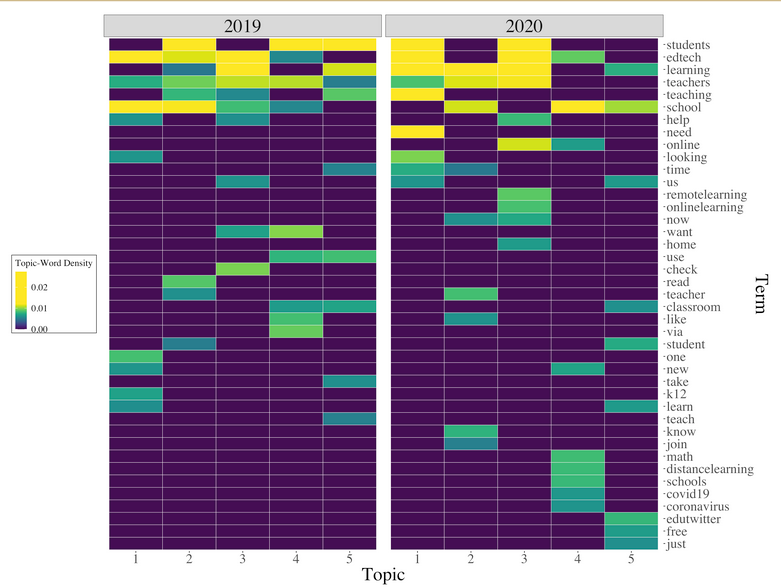 2019
2020
students
edtech
learning
teachers
teaching
school
help
need
online
looking
time
us
remotelearning
onlinelearning
now
want
home
use
check
read
teacher
classroom
like
via
student
one
new
take
k12
learn
teach
know
join
math
distancelearning
schools
covid19
coronavirus
edutwitter
free
just
Term
Topic-Word Density
0.02
0.01
0.00
1 2 3 4 5
1 2 3 4 5
Topic